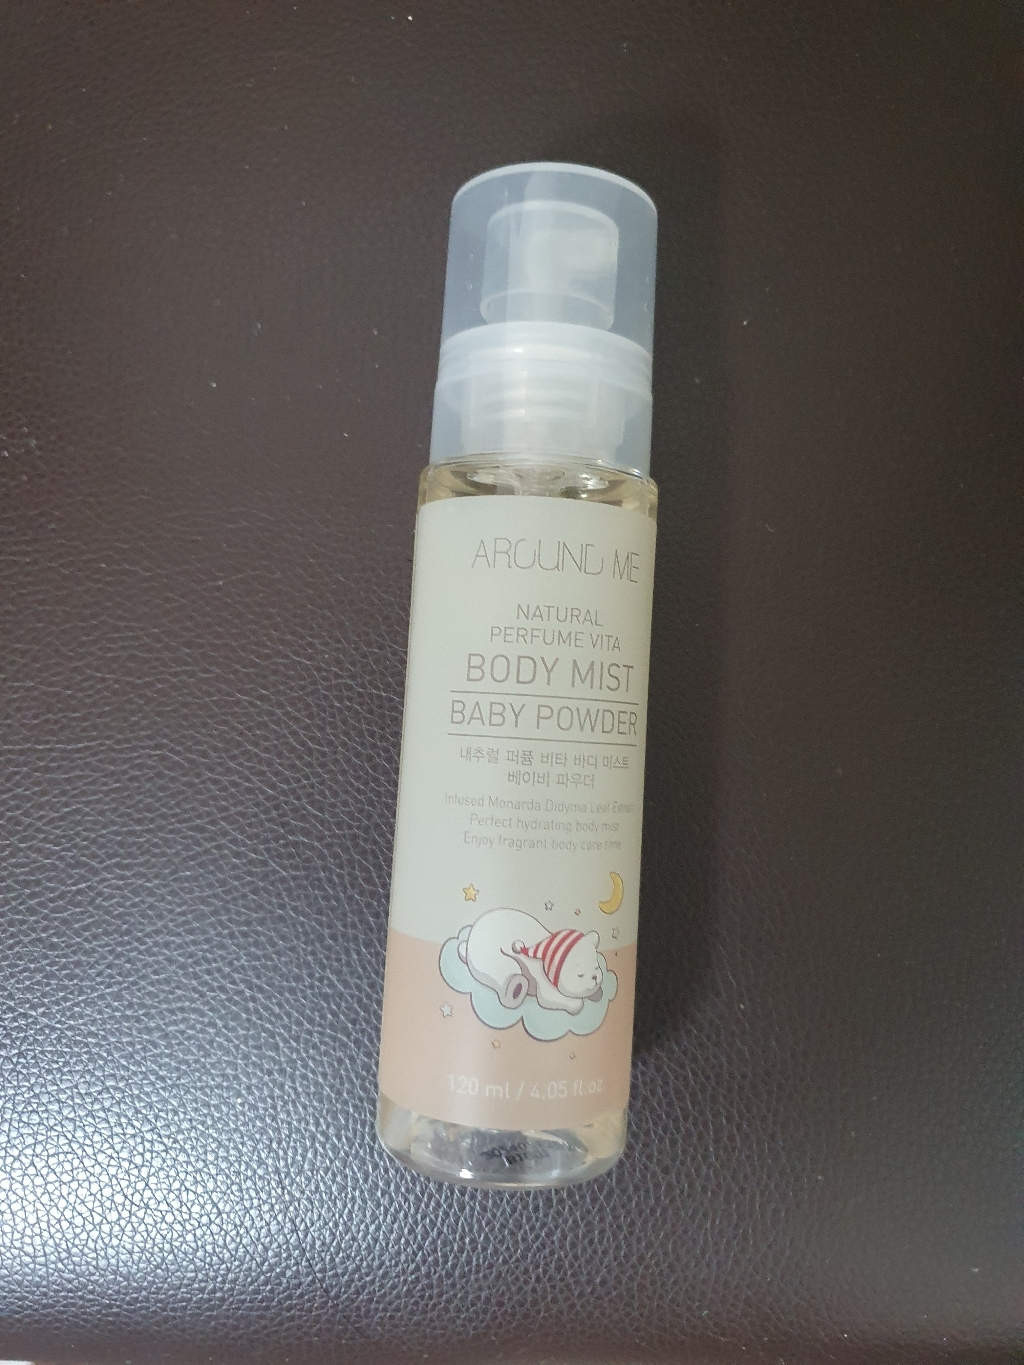 AROUND ME
NATURAL
PERFUME VITA
BODY MIST
BABY POWDER
내추럴 퍼퓸 비타 바디 미스트
베이비 파우더
Infused Monarda Didyma Leaf Extract
Perfect hydrating body mist
Enjoy fragrant body care time
120 ml / 4.05 fl.oz